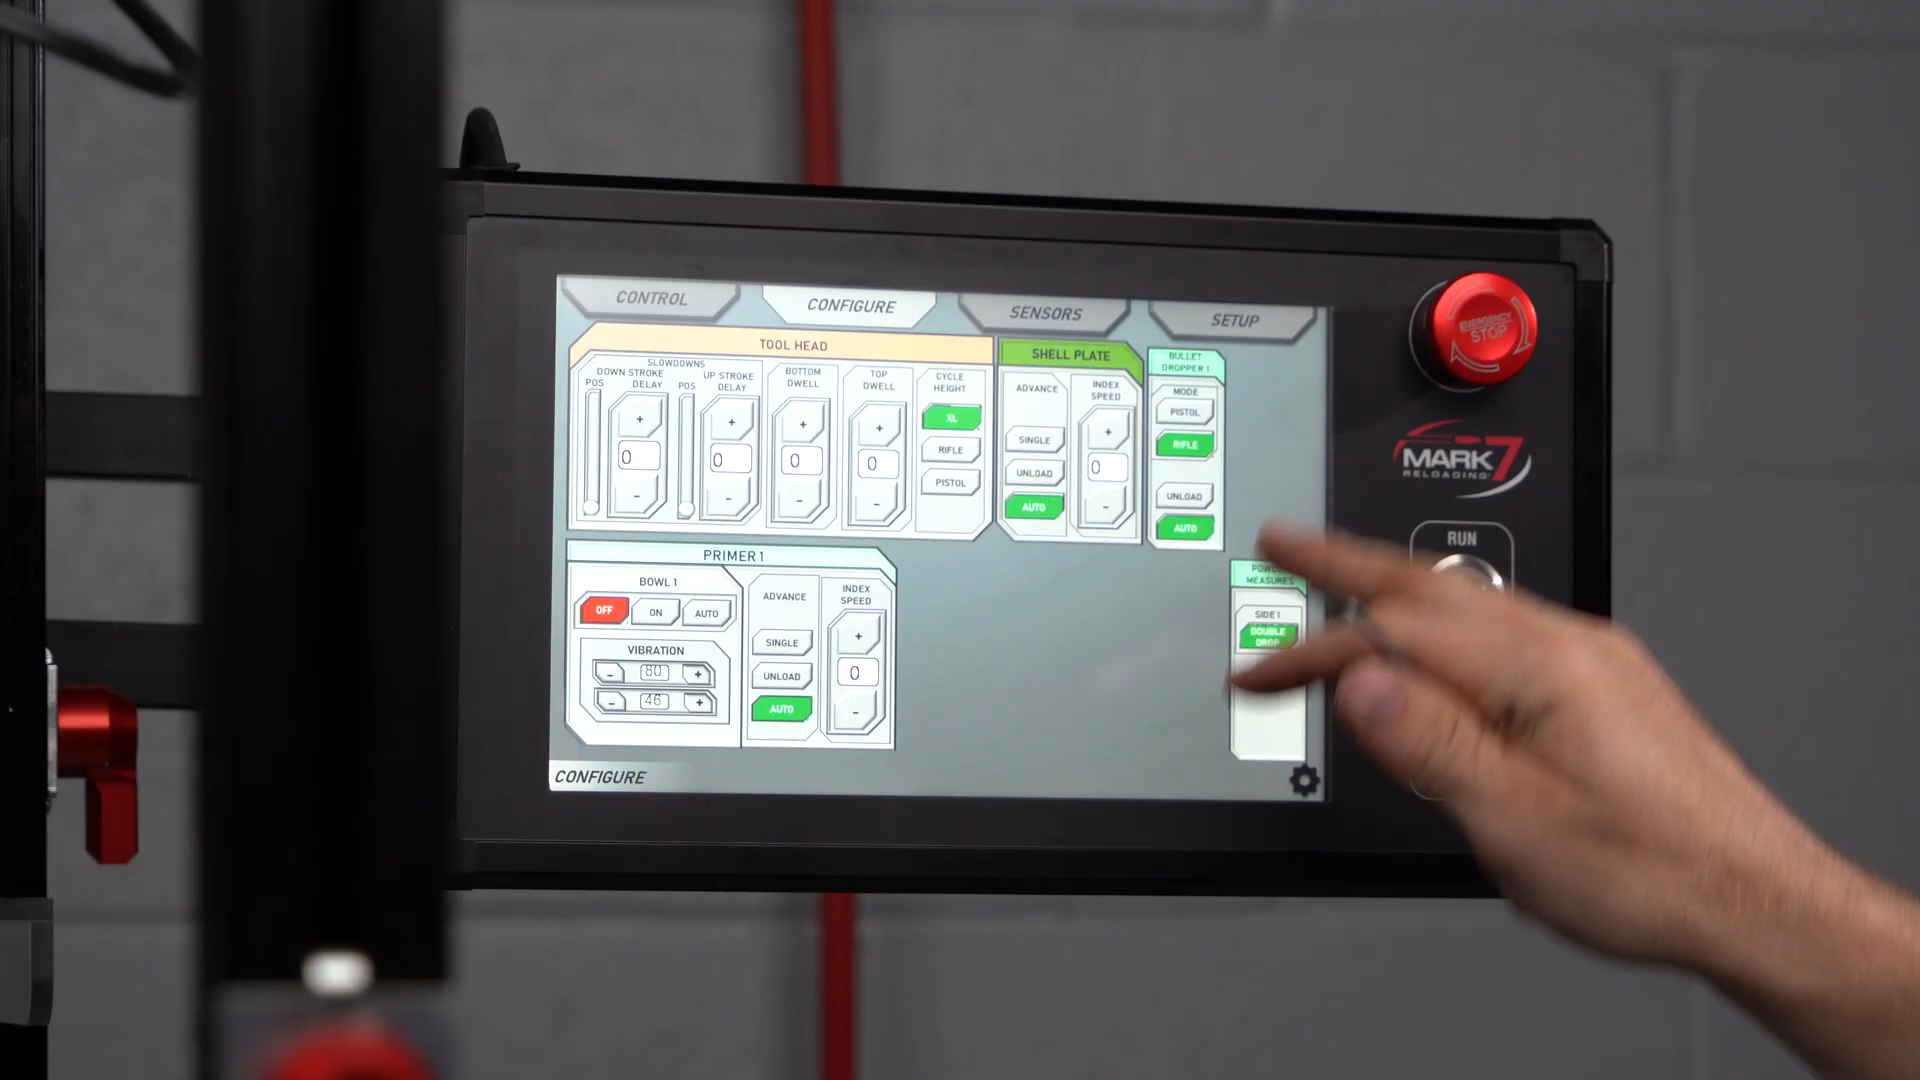 CONTROL
CONFIGURE
SENSORS
SETUP
TOOL HEAD
SLOWDOWNS
DOWN STROKE
POS
DELAY
+
0
-
UP STROKE
POS
DELAY
+
0
-
BOTTOM
DWELL
+
0
-
TOP
DWELL
+
0
-
CYCLE
HEIGHT
XL
RIFLE
PISTOL
SHELL PLATE
ADVANCE
SINGLE
UNLOAD
AUTO
INDEX
SPEED
+
0
-
BULLET
DROPPER 1
MODE
PISTOL
RIFLE
UNLOAD
AUTO
PRIMER 1
BOWL 1
OFF
ON
AUTO
VIBRATION
- 80 +
- 46 +
ADVANCE
SINGLE
UNLOAD
AUTO
INDEX
SPEED
+
0
-
MEASURES
SIDE 1
DOUBLE
DROP
CONFIGURE
EMERGENCY
STOP
MARK 7
RELOADING
RUN